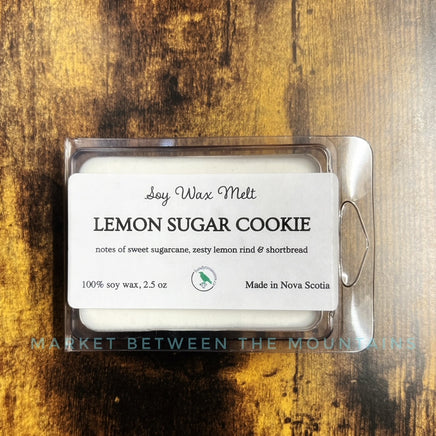 Soy Wax Melt
LEMON SUGAR COOKIE
notes of sweet sugarcane, zesty lemon rind & shortbread
100% soy wax, 2.5 oz
Made in Nova Scotia
MARKET BETWEEN THE MOUNTAINS